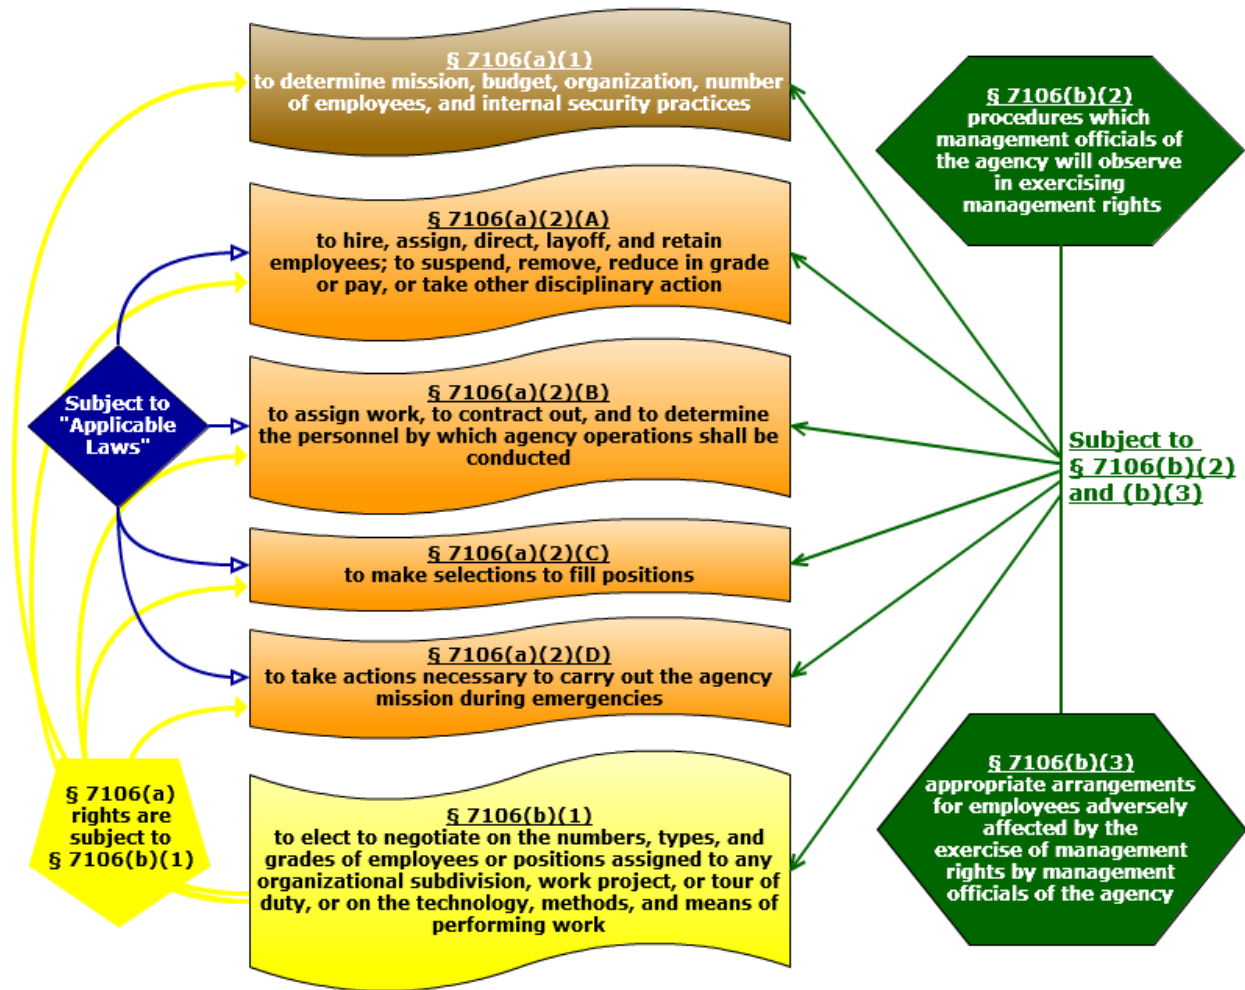 § 7106(a)(1)
to determine mission, budget, organization, number
of employees, and internal security practices
§ 7106(a)(2)(A)
to hire, assign, direct, layoff, and retain
employees; to suspend, remove, reduce in grade
or pay, or take other disciplinary action
§ 7106(a)(2)(B)
to assign work, to contract out, and to determine
the personnel by which agency operations shall be
conducted
§ 7106(a)(2)(C)
to make selections to fill positions
§ 7106(a)(2)(D)
to take actions necessary to carry out the agency
mission during emergencies
§ 7106(b)(1)
to elect to negotiate on the numbers, types, and
grades of employees or positions assigned to any
organizational subdivision, work project, or tour of
duty, or on the technology, methods, and means of
performing work
Subject to
"Applicable
Laws"
§ 7106(a)
rights are
subject to
§ 7106(b)(1)
§ 7106(b)(2)
procedures which
management officials of
the agency will observe
in exercising
management rights
Subject to
§ 7106(b)(2)
and (b)(3)
§ 7106(b)(3)
appropriate arrangements
for employees adversely
affected by the
exercise of management
rights by management
officials of the agency